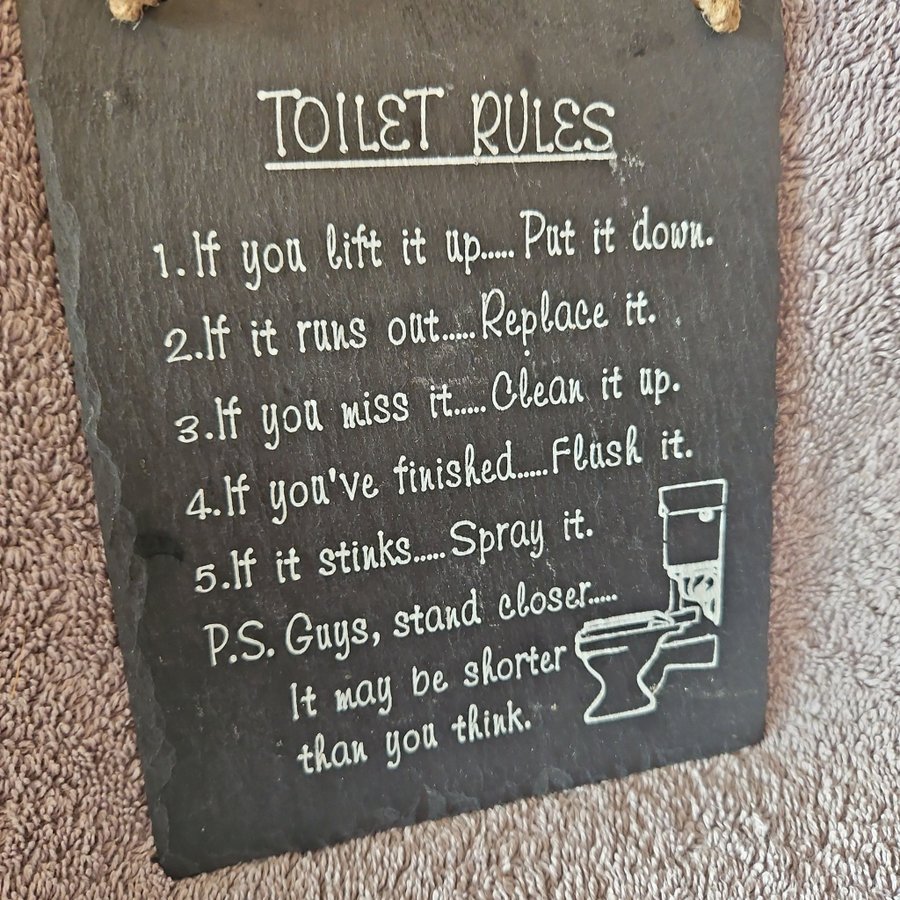 TOILET RULES
1. If you lift it up..... Put it down.
2. If it runs out..... Replace it.
3. If you miss it..... Clean it up.
4. If you've finished..... Flush it.
5. If it stinks..... Spray it.
P.S. Guys, stand closer.....
It may be shorter
than you think.